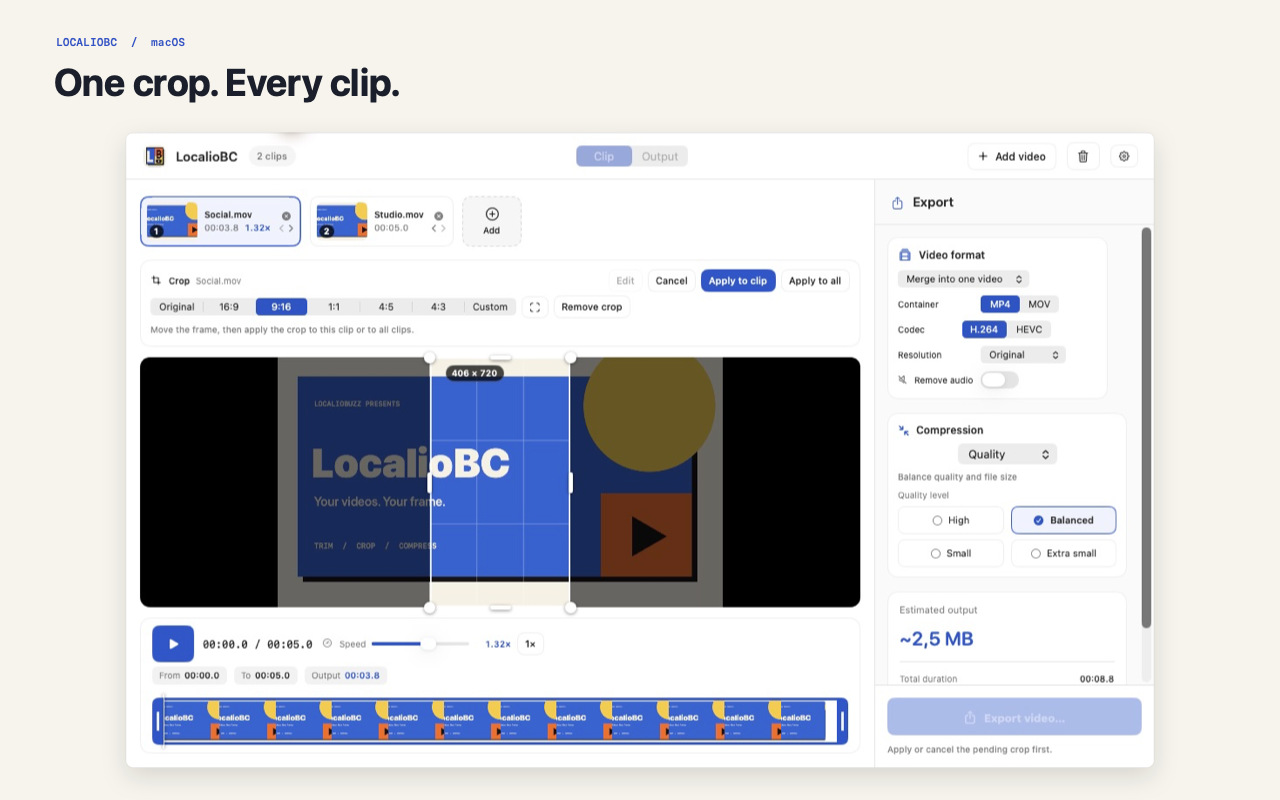 LOCALIOBC / macOS
One crop. Every clip.
LocalioBC 2 clips Clip Output + Add video
Social.mov
1 00:03.8 1.32×
Studio.mov
2 00:05.0
Add
Crop Social.mov Edit Cancel Apply to clip Apply to all
Original 16:9 9:16 1:1 4:5 4:3 Custom Remove crop
Move the frame, then apply the crop to this clip or to all clips.
406 × 720
LOCALIOBUZZ PRESENTS
LocalioBC
Your videos. Your frame.
TRIM / CROP / COMPRESS
00:00.0 / 00:05.0 Speed 1.32× 1×
From 00:00.0 To 00:05.0 Output 00:03.8
Export
Video format
Merge into one video
Container MP4 MOV
Codec H.264 HEVC
Resolution Original
Remove audio
Compression
Quality
Balance quality and file size
Quality level
High Balanced
Small Extra small
Estimated output
~2,5 MB
Total duration 00:08.8
Export video...
Apply or cancel the pending crop first.